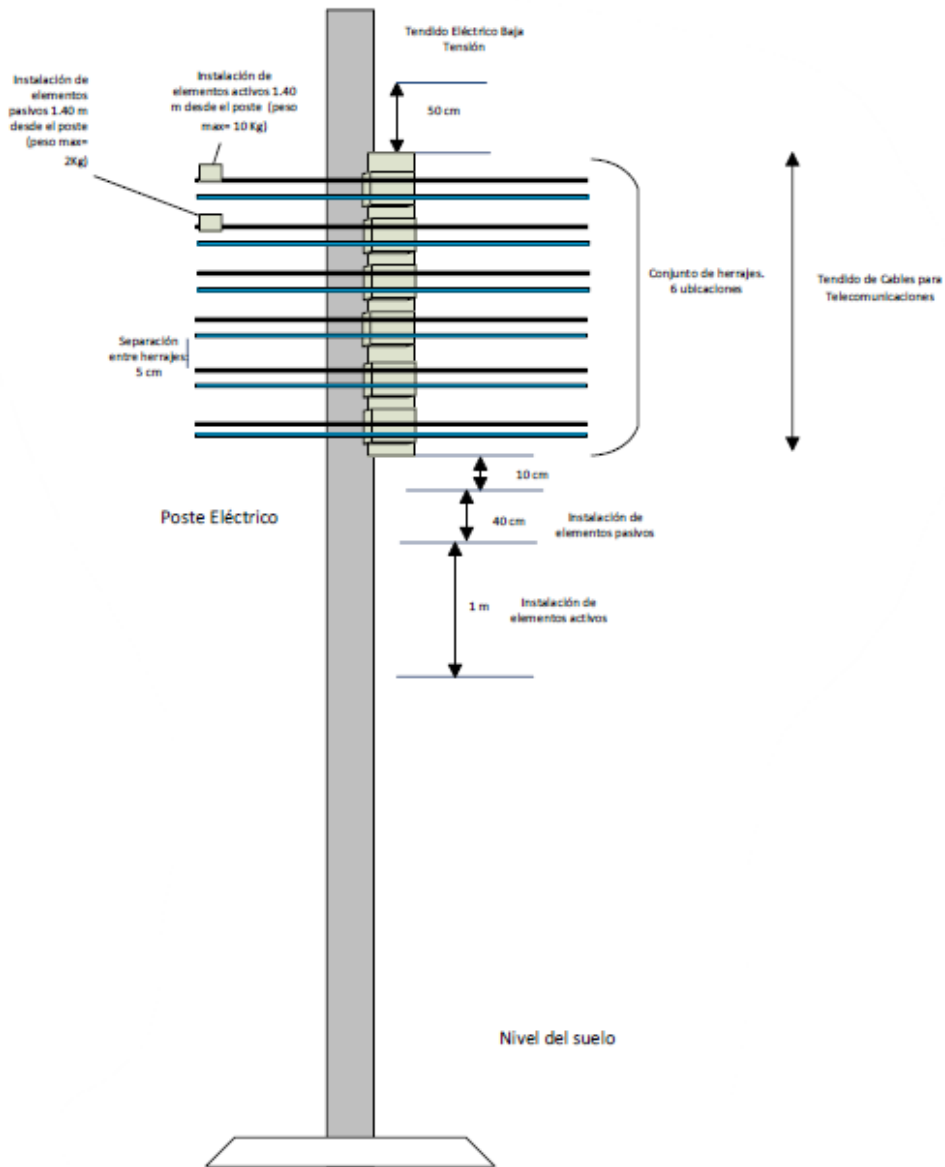 Tendido Eléctrico Baja
Tensión
Instalación de
elementos activos 1.40
m desde el poste (peso
max= 10 Kg)
Instalación de
elementos
pasivos 1.40 m
desde el poste
(peso max=
2Kg)
50 cm
Conjunto de herrajes.
6 ubicaciones
Tendido de Cables para
Telecomunicaciones
Separación
entre herrajes:
5 cm
10 cm
Poste Eléctrico
40 cm
Instalación de
elementos pasivos
1 m
Instalación de
elementos activos
Nivel del suelo